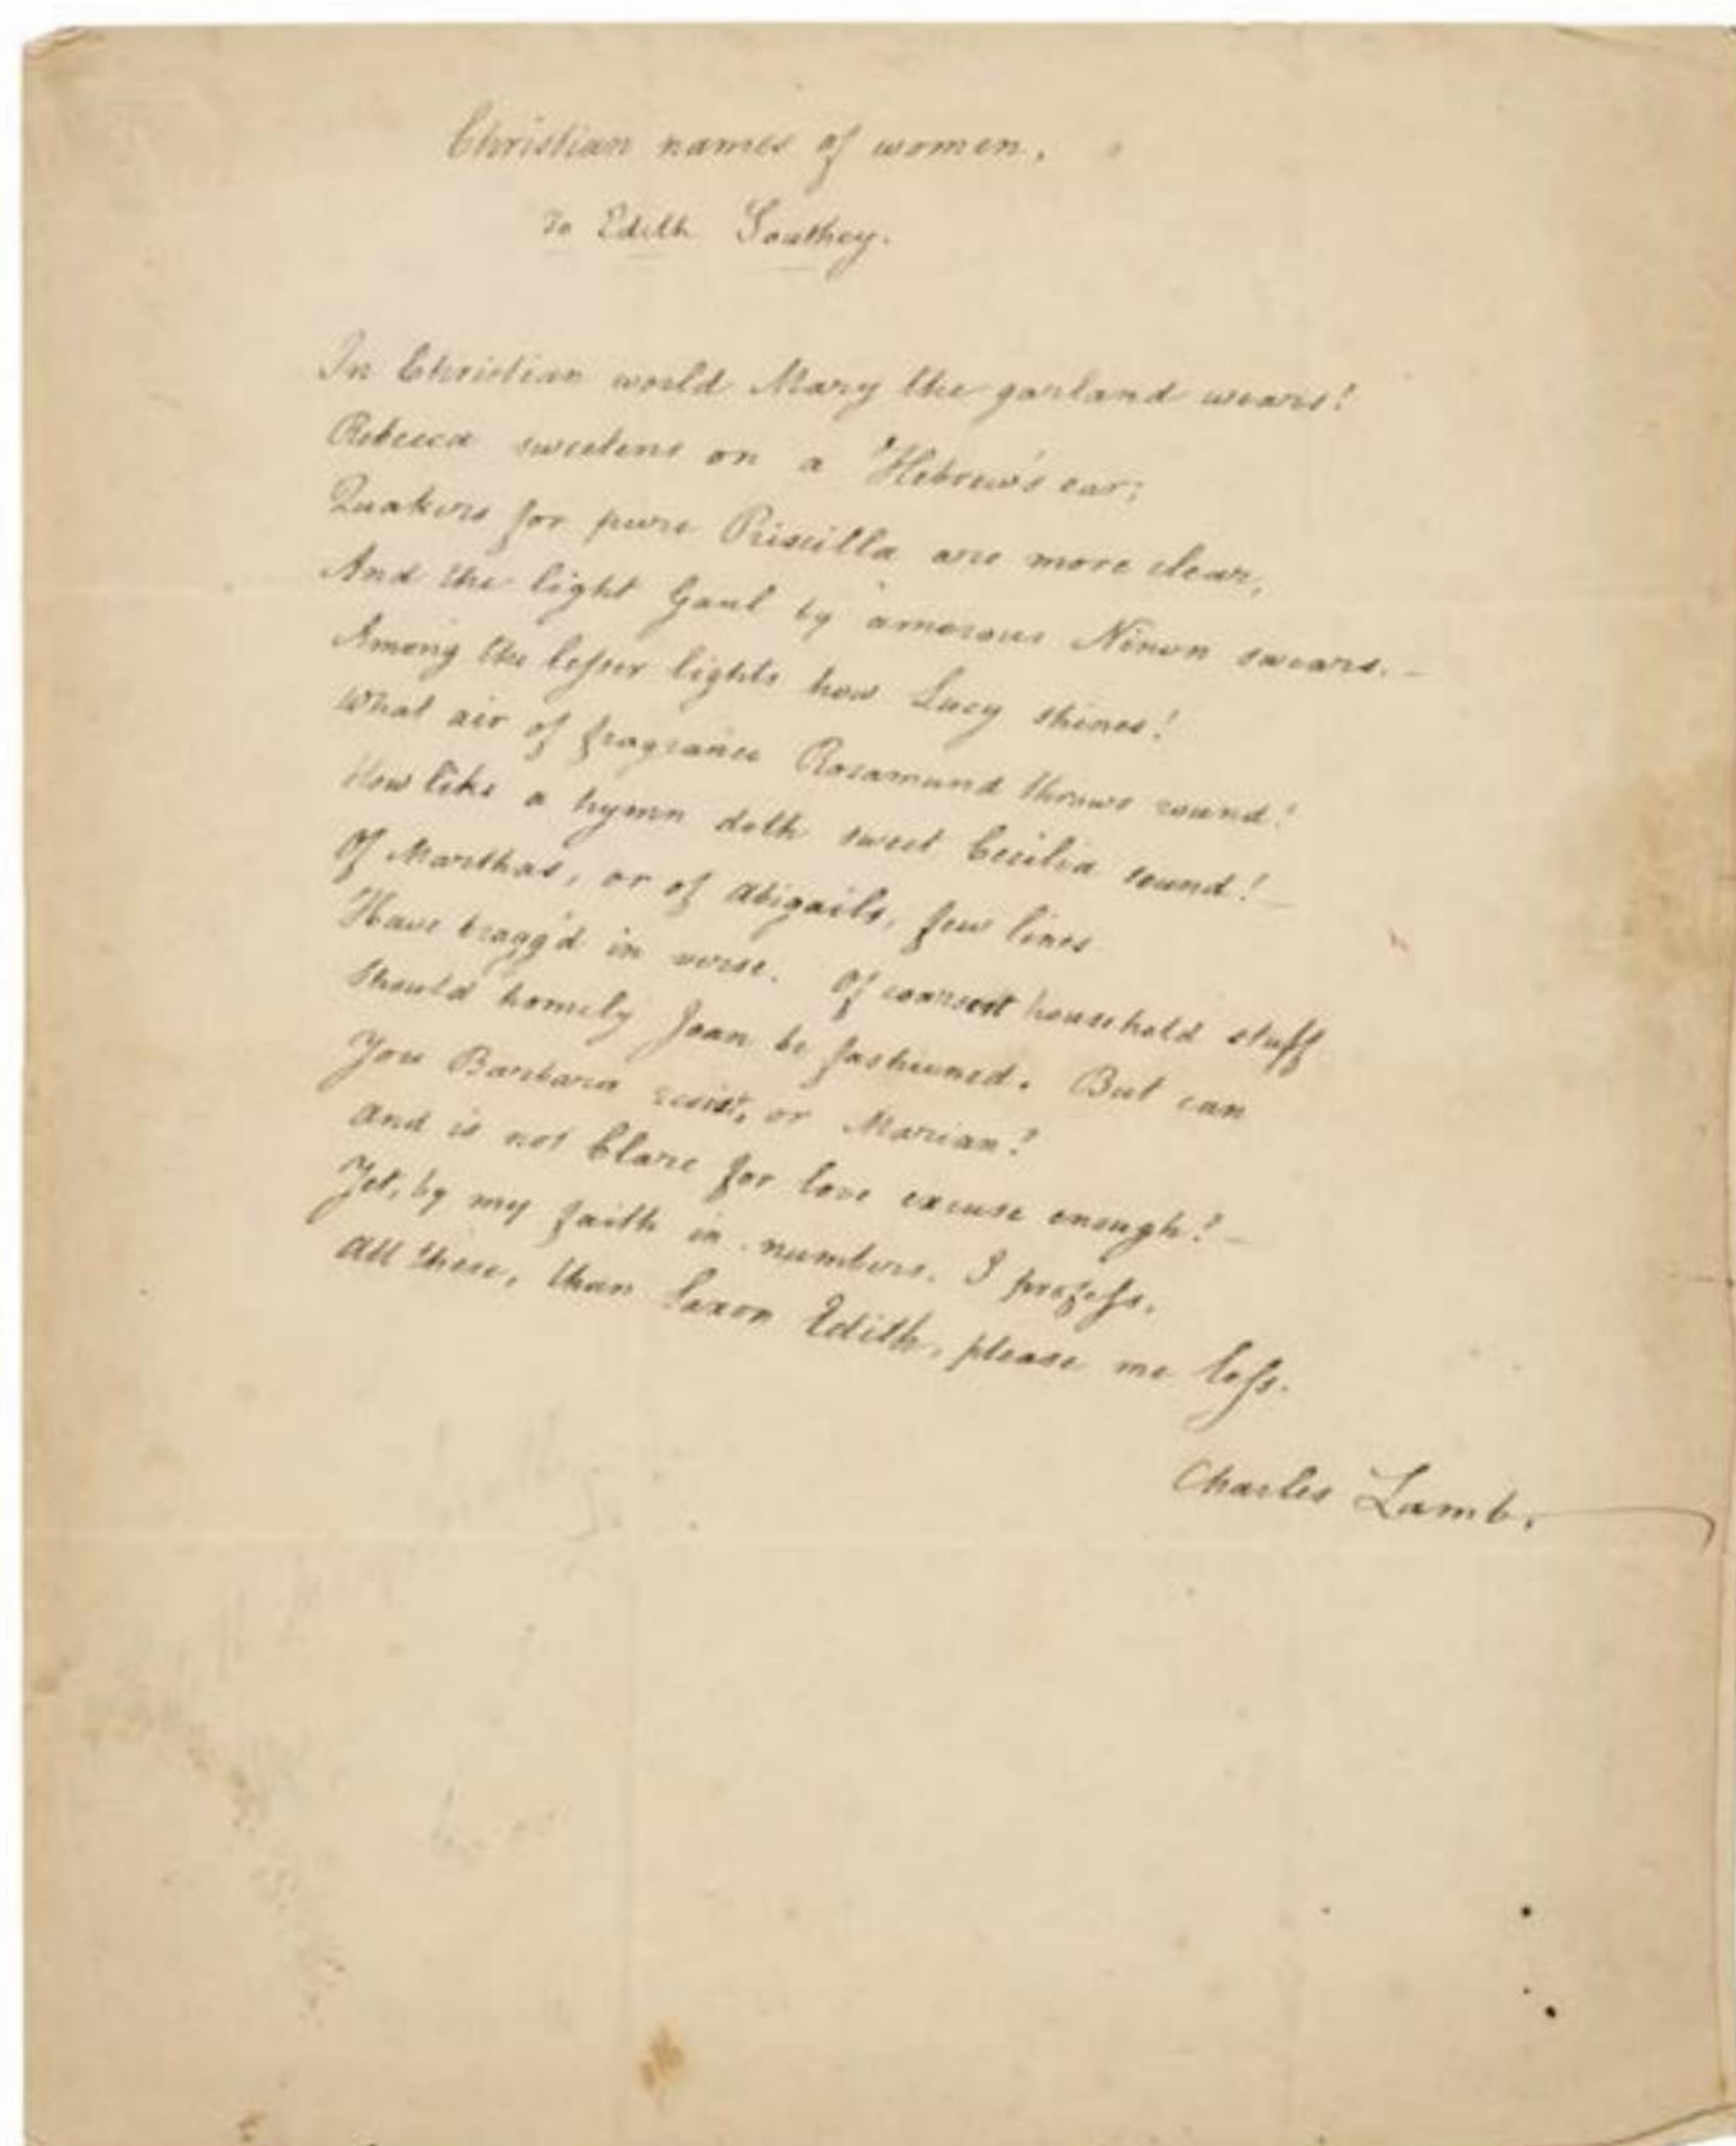 Christian names of women.
To Edith Southey.
In Christian world Mary the garland wears!
Rebecca sweetens on a Hebrew's ear;
Quakers for pure Priscilla are more clear,
And the light Gaul by amorous Ninon swears.—
Among the lesser lights how Lucy shines!
What air of fragrance Rosamund throws round!
How like a hymn doth sweet Cecilia sound!—
Of Marthas, or of Abigails, few lines
Have bragg'd in verse. Of coarsest household stuff
Should homely Joan be fashioned. But can
You Barbara resist, or Marian?
And is not Clare for love excuse enough?—
Yet, by my faith in numbers, I profess,
All these, than Saxon Edith, please me less.
Charles Lamb.